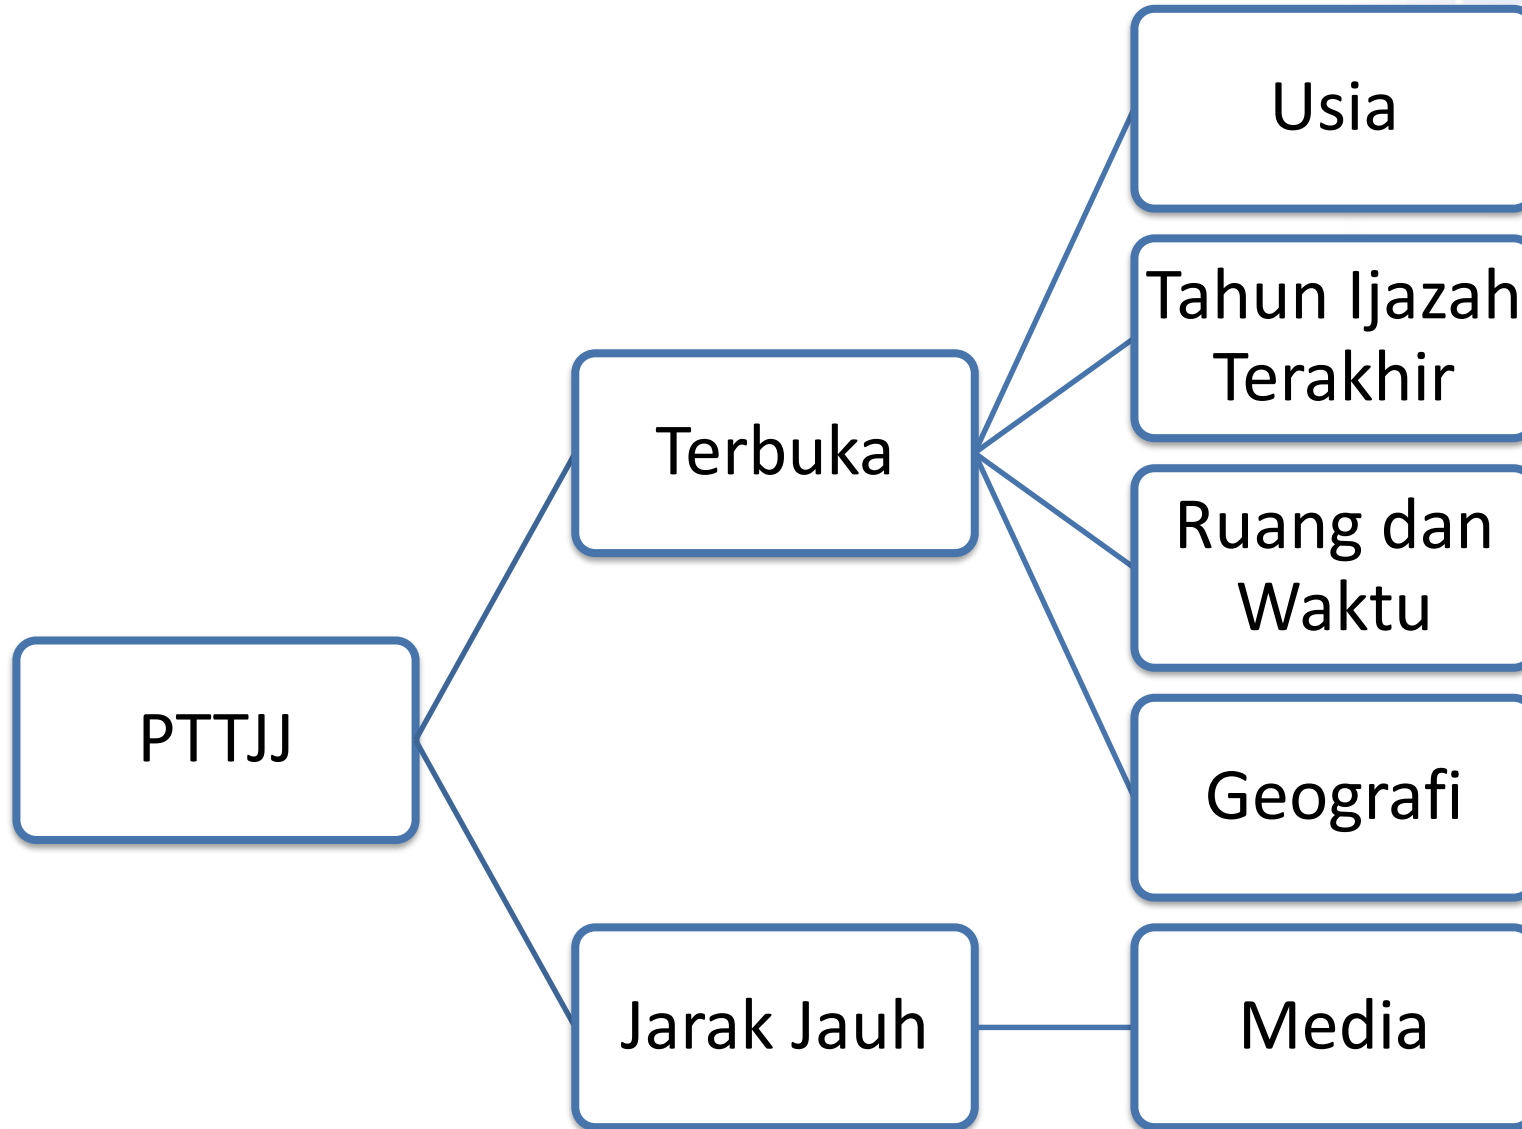 PTTJJ
Terbuka
Usia
Tahun Ijazah
Terakhir
Ruang dan
Waktu
Geografi
Jarak Jauh
Media